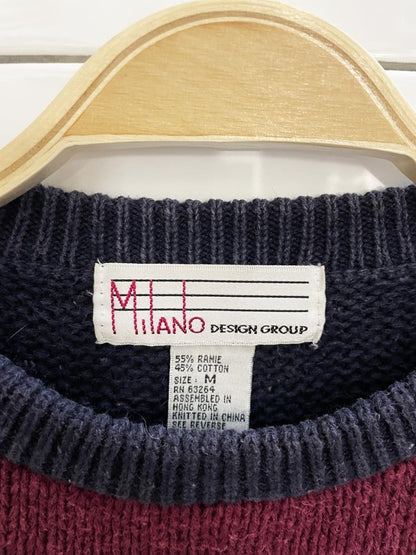 MILANO DESIGN GROUP
55% RAMIE
45% COTTON
SIZE: M
RN 63264
ASSEMBLED IN
HONG KONG
KNITTED IN CHINA
SEE REVERSE